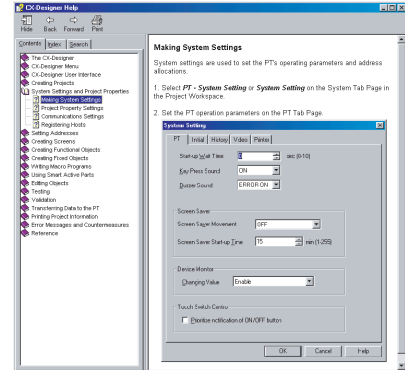 CX-Designer Help
Hide Back Forward Print
Contents Index Search
The CX-Designer
CX-Designer Menu
CX-Designer User Interface
Creating Projects
System Settings and Project Properties
Making System Settings
Project Property Settings
Communications Settings
Registering Hosts
Setting Addresses
Creating Screens
Creating Functional Objects
Creating Fixed Objects
Writing Macro Programs
Using Smart Active Parts
Editing Objects
Testing
Validation
Transferring Data to the PT
Printing Project Information
Error Messages and Countermeasures
Reference
Making System Settings
System settings are used to set the PT's operating parameters and address
allocations.
1. Select PT - System Setting or System Setting on the System Tab Page in
the Project Workspace.
2. Set the PT operation parameters on the PT Tab Page.
System Setting
PT Initial History Video Printer
Start-up Wait Time 0 sec (0-10)
Key Press Sound ON
Buzzer Sound ERROR ON
Screen Saver
Screen Saver Movement OFF
Screen Saver Start-up Time 15 min (1-255)
Device Monitor
Changing Value Enable
Touch Switch Control
Prioritize notification of ON/OFF button
OK Cancel Help